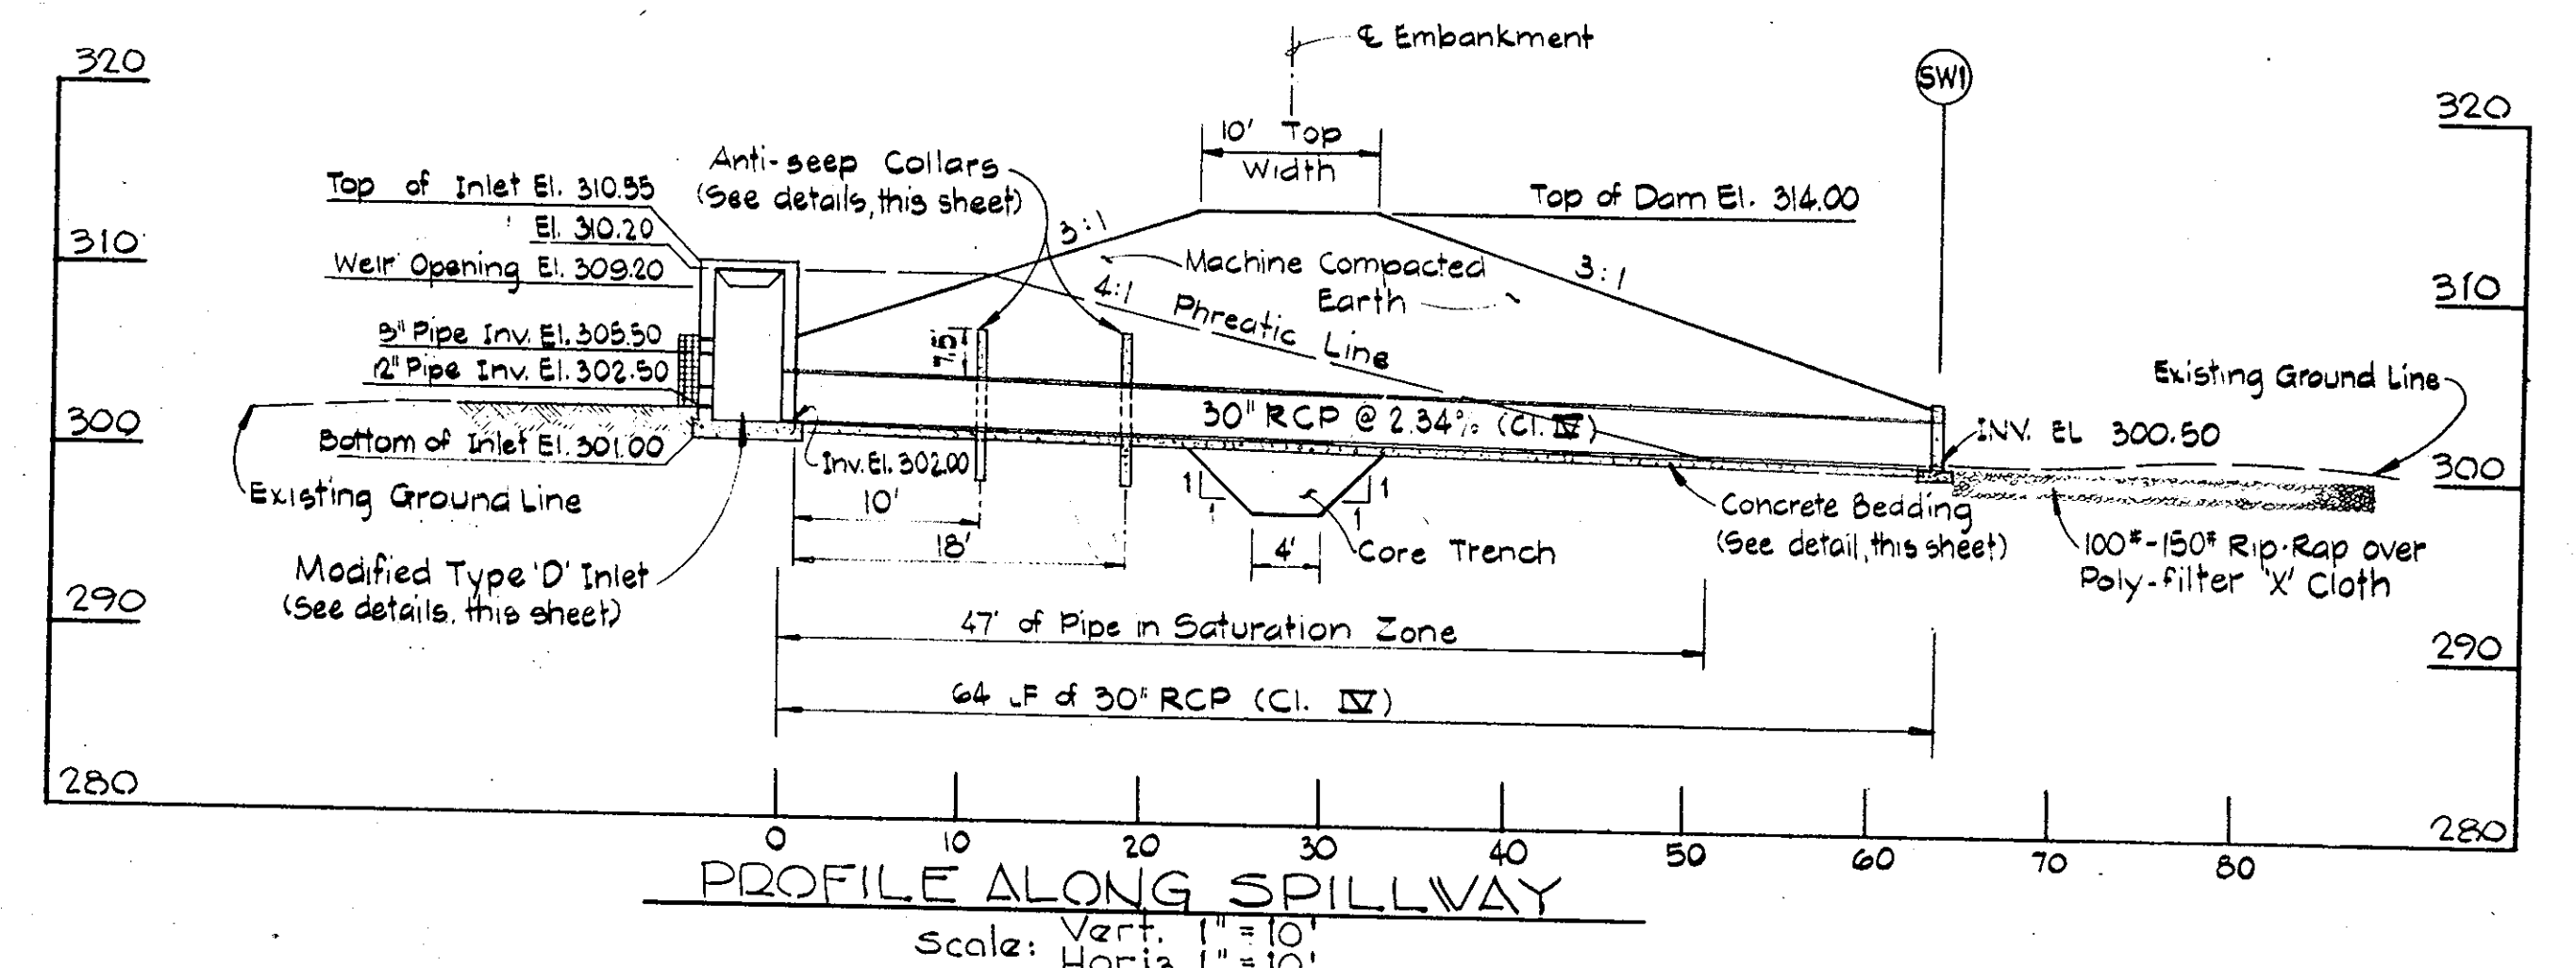 ℄ Embankment
SW1
320
320
10' Top
Width
Anti-seep Collars
(See details, this sheet)
Top of Inlet El. 310.55
El. 310.20
Weir Opening El. 309.20
310
310
3:1
Top of Dam El. 314.00
Machine Compacted
Earth
3:1
4:1 Phreatic Line
3" Pipe Inv. El. 305.50
12" Pipe Inv. El. 302.50
7.5'
Existing Ground Line
30" RCP @ 2.34% (Cl. IV)
INV. EL 300.50
300
300
Bottom of Inlet El. 301.00
Inv. El. 302.00
Existing Ground Line
10'
18'
1
1
1
1
4'
Core Trench
Concrete Bedding
(See detail, this sheet)
100#-150# Rip-Rap over
Poly-filter 'X' Cloth
Modified Type 'D' Inlet
(See details, this sheet)
290
290
47' of Pipe in Saturation Zone
64 LF of 30" RCP (Cl. IV)
280
280
0 10 20 30 40 50 60 70 80
PROFILE ALONG SPILLWAY
Scale: Vert. 1" = 10'
Horiz. 1" = 10'